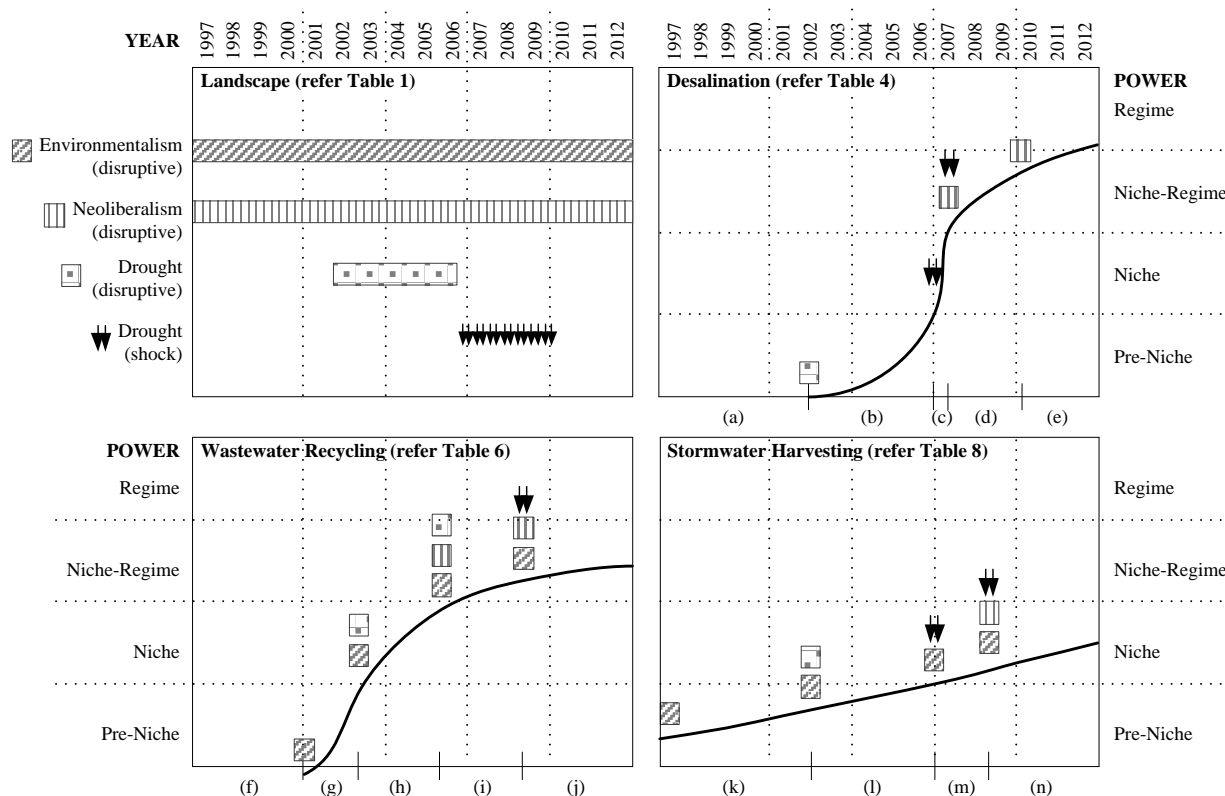 YEAR
1997 1998 1999 2000 2001 2002 2003 2004 2005 2006 2007 2008 2009 2010 2011 2012
1997 2000 2001 2002 2003 2004 2005 2006 2007 2008 2009 2010 2011 2012
Landscape (refer Table 1)
Environmentalism
(disruptive)
Neoliberalism
(disruptive)
Drought
(disruptive)
Drought
(shock)
Desalination (refer Table 4)
POWER
Regime
Niche-Regime
Niche
Pre-Niche
(a) (b) (c) (d) (e)
POWER
Wastewater Recycling (refer Table 6)
Regime
Niche-Regime
Niche
Pre-Niche
(f) (g) (h) (i) (j)
Stormwater Harvesting (refer Table 8)
Regime
Niche-Regime
Niche
Pre-Niche
(k) (l) (m) (n)